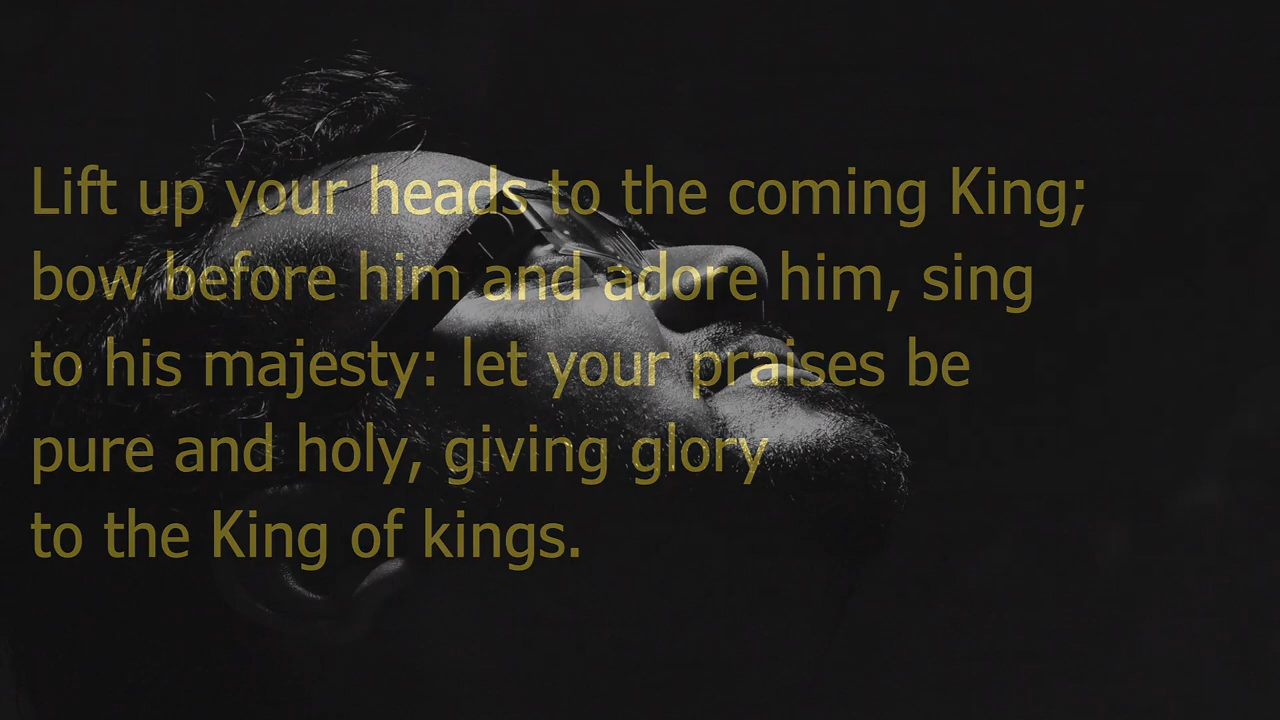 Lift up your heads to the coming King;
bow before him and adore him, sing
to his majesty: let your praises be
pure and holy, giving glory
to the King of kings.